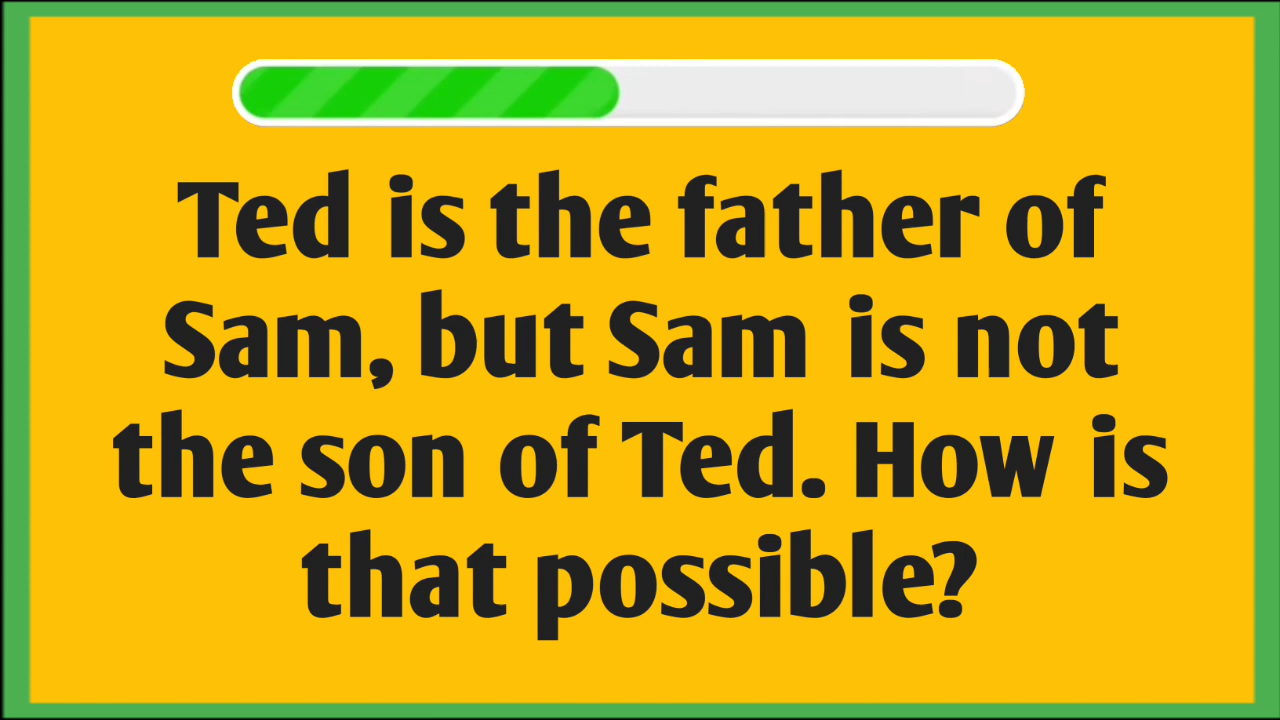 Ted is the father of
Sam, but Sam is not
the son of Ted. How is
that possible?